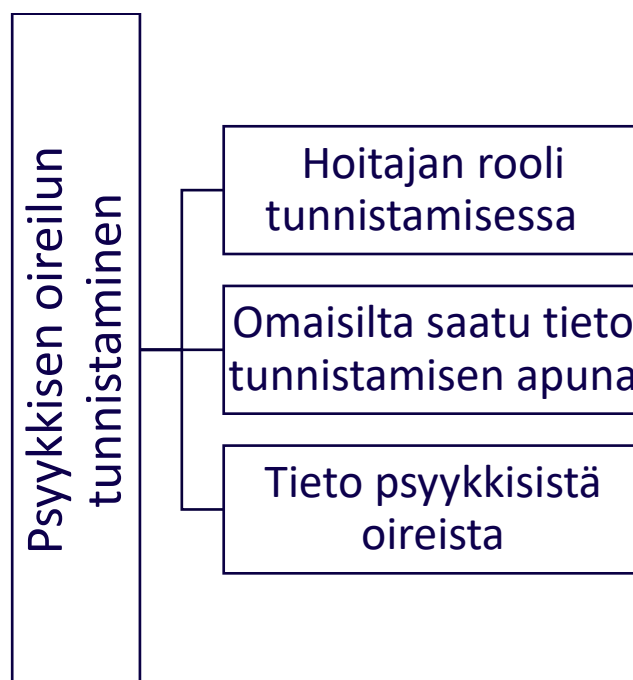 Psyykkisen oireilun
tunnistaminen
Hoitajan rooli
tunnistamisessa
Omaisilta saatu tieto
tunnistamisen apuna
Tieto psyykkisistä
oireista